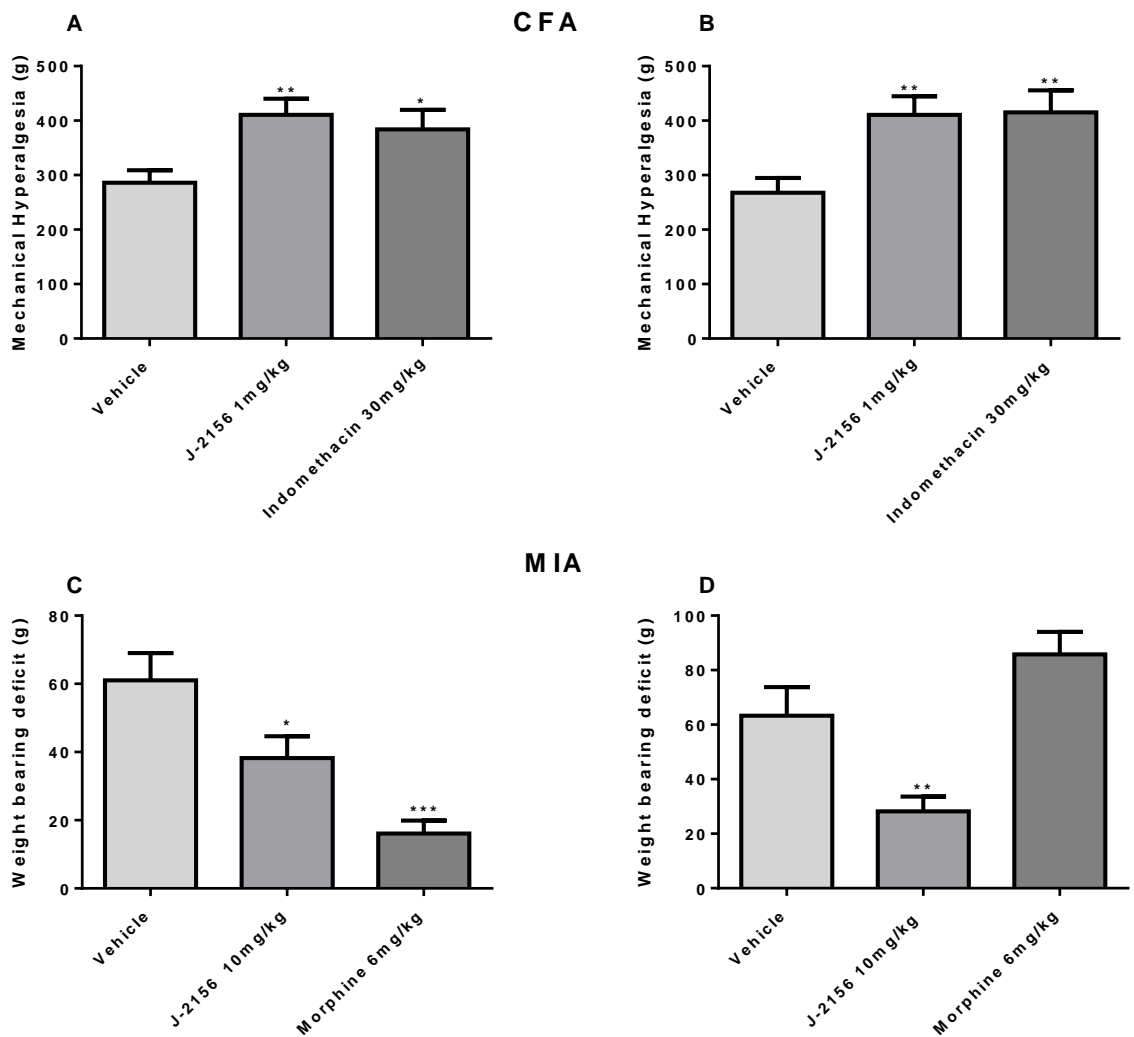 CFA
A
Mechanical Hyperalgesia (g)
500
400
300
200
100
0
**
*
Vehicle
J-2156 1mg/kg
Indomethacin 30mg/kg
B
Mechanical Hyperalgesia (g)
500
400
300
200
100
0
**
**
Vehicle
J-2156 1mg/kg
Indomethacin 30mg/kg
MIA
C
Weight bearing deficit (g)
80
60
40
20
0
*
***
Vehicle
J-2156 10mg/kg
Morphine 6mg/kg
D
Weight bearing deficit (g)
100
80
60
40
20
0
**
Vehicle
J-2156 10mg/kg
Morphine 6mg/kg